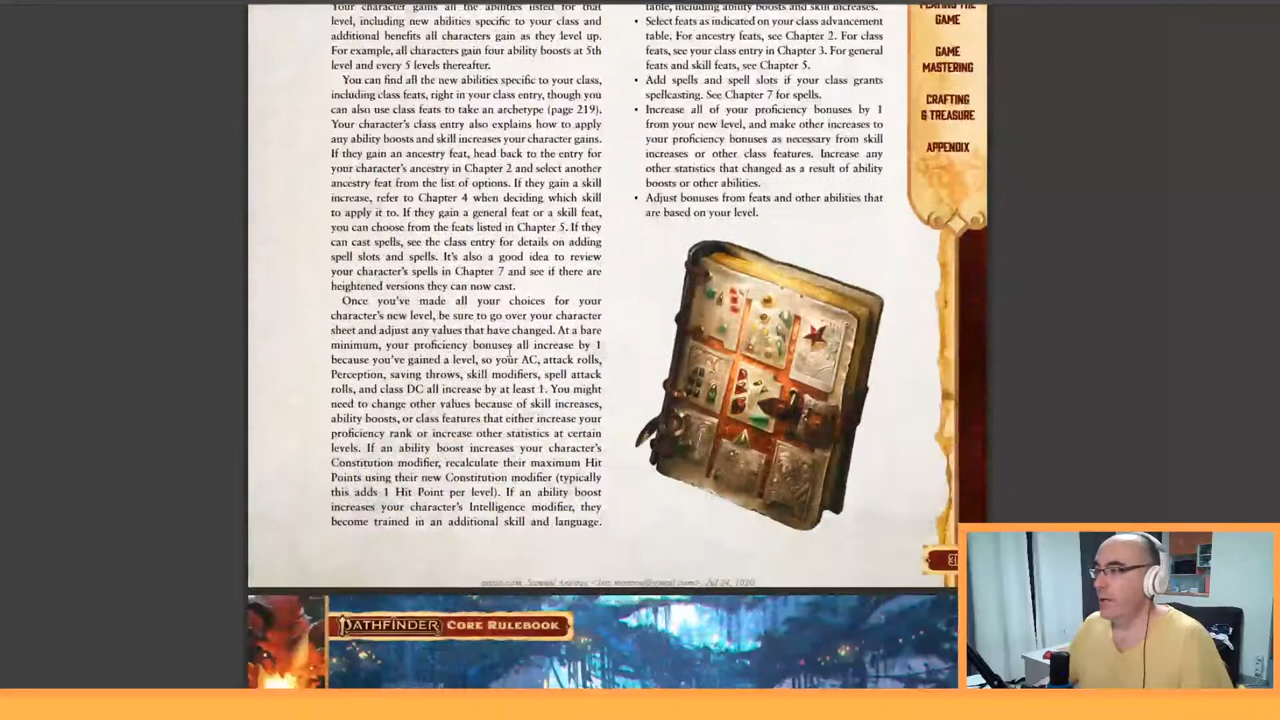 Your character gains all the abilities listed for that
level, including new abilities specific to your class and
additional benefits all characters gain as they level up.
For example, all characters gain four ability boosts at 5th
level and every 5 levels thereafter.
You can find all the new abilities specific to your class,
including class feats, right in your class entry, though you
can also use class feats to take an archetype (page 219).
Your character's class entry also explains how to apply
any ability boosts and skill increases your character gains.
If they gain an ancestry feat, head back to the entry for
your character's ancestry in Chapter 2 and select another
ancestry feat from the list of options. If they gain a skill
increase, refer to Chapter 4 when deciding which skill
to apply it to. If they gain a general feat or a skill feat,
you can choose from the feats listed in Chapter 5. If they
can cast spells, see the class entry for details on adding
spell slots and spells. It's also a good idea to review
your character's spells in Chapter 7 and see if there are
heightened versions they can now cast.
Once you've made all your choices for your
character's new level, be sure to go over your character
sheet and adjust any values that have changed. At a bare
minimum, your proficiency bonuses all increase by 1
because you've gained a level, so your AC, attack rolls,
Perception, saving throws, skill modifiers, spell attack
rolls, and class DC all increase by at least 1. You might
need to change other values because of skill increases,
ability boosts, or class features that either increase your
proficiency rank or increase other statistics at certain
levels. If an ability boost increases your character's
Constitution modifier, recalculate their maximum Hit
Points using their new Constitution modifier (typically
this adds 1 Hit Point per level). If an ability boost
increases your character's Intelligence modifier, they
become trained in an additional skill and language.
table, including ability boosts and skill increases.
• Select feats as indicated on your class advancement
table. For ancestry feats, see Chapter 2. For class
feats, see your class entry in Chapter 3. For general
feats and skill feats, see Chapter 5.
• Add spells and spell slots if your class grants
spellcasting. See Chapter 7 for spells.
• Increase all of your proficiency bonuses by 1
from your new level, and make other increases to
your proficiency bonuses as necessary from skill
increases or other class features. Increase any
other statistics that changed as a result of ability
boosts or other abilities.
• Adjust bonuses from feats and other abilities that
are based on your level.
PLAYING THE
GAME
GAME
MASTERING
CRAFTING
& TREASURE
APPENDIX
PATHFINDER CORE RULEBOOK